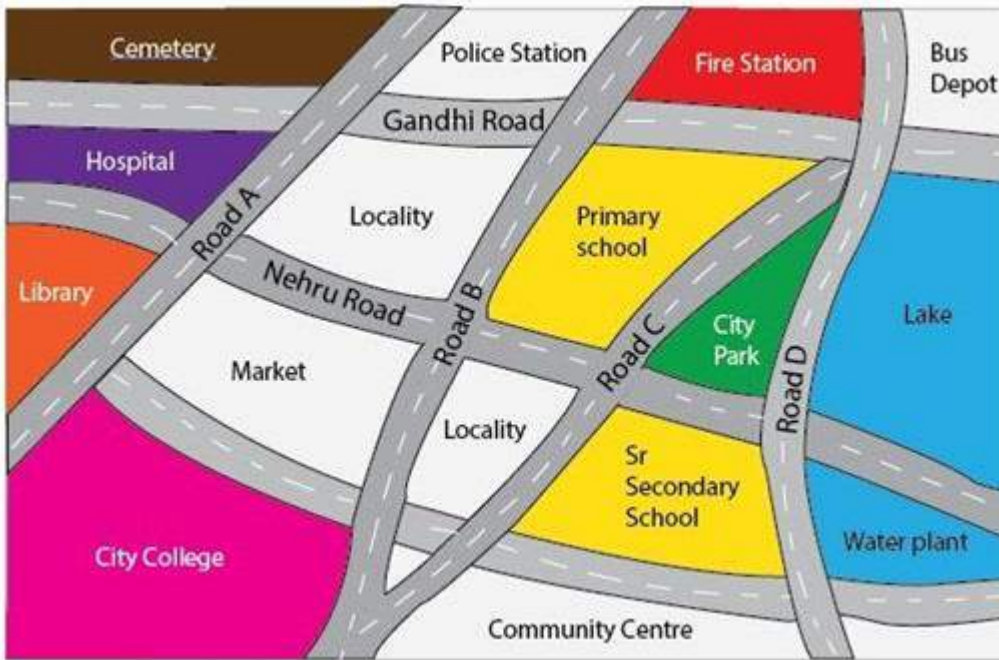 Cemetery
Police Station
Fire Station
Bus
Depot
Gandhi Road
Hospital
Road A
Locality
Primary
school
Library
Nehru Road
Road B
Road C
City
Park
Lake
Market
Road D
Locality
Sr
Secondary
School
City College
Water plant
Community Centre